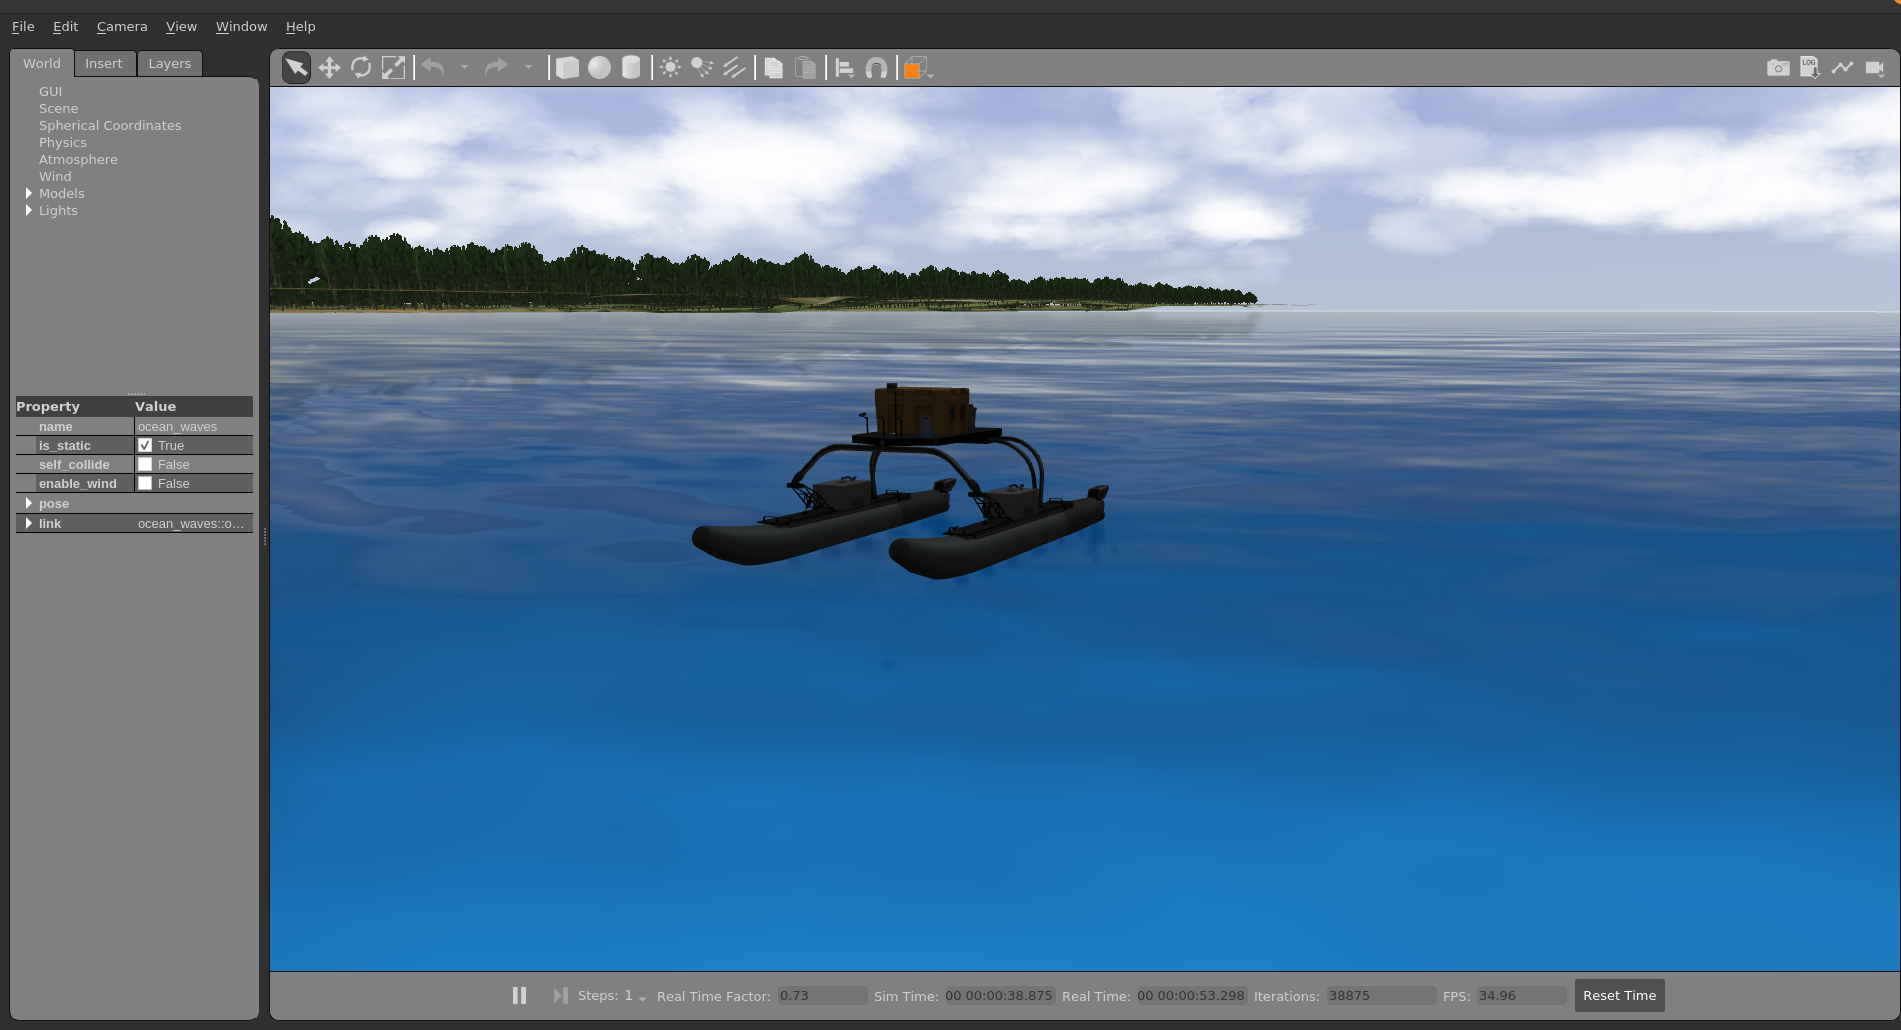 File Edit Camera View Window Help
World Insert Layers
LOG
GUI
Scene
Spherical Coordinates
Physics
Atmosphere
Wind
Models
Lights
Property Value
name ocean_waves
is_static True
self_collide False
enable_wind False
pose
link ocean_waves::o...
Steps: 1 Real Time Factor: 0.73 Sim Time: 00 00:00:38.875 Real Time: 00 00:00:53.298 Iterations: 38875 FPS: 34.96 Reset Time